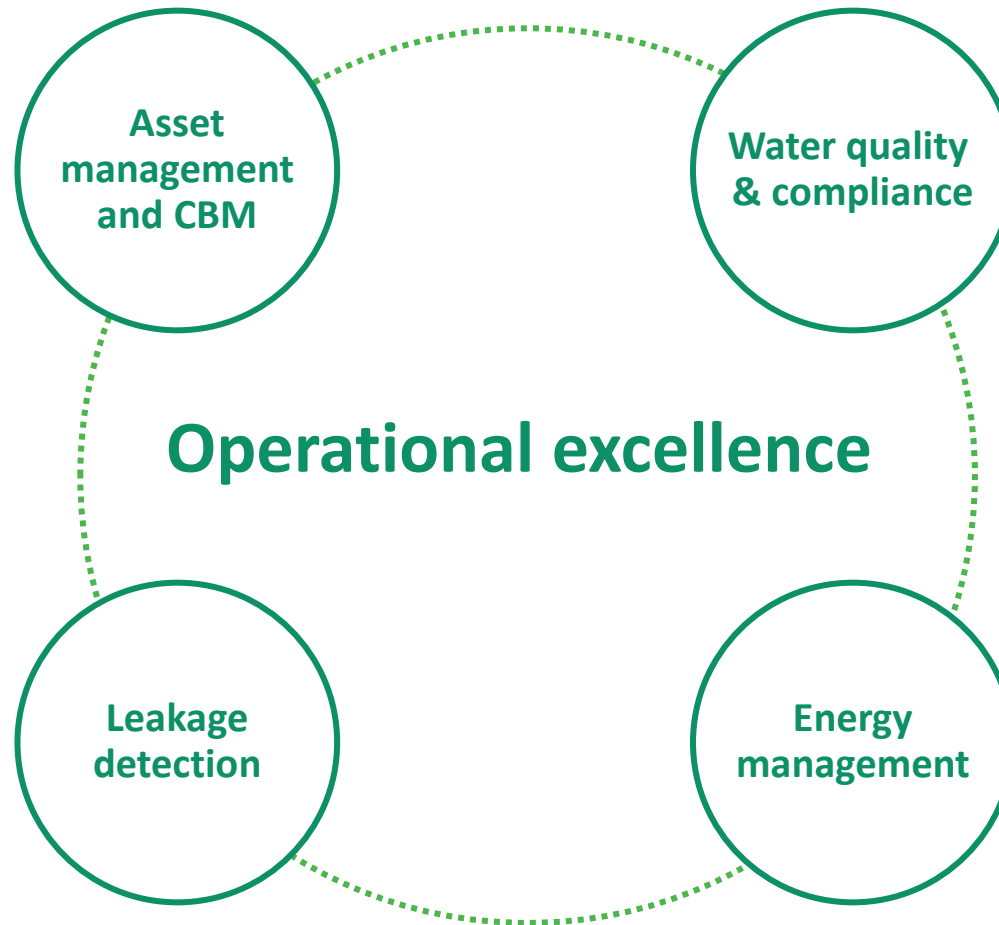 Asset
management
and CBM
Water quality
& compliance
Operational excellence
Leakage
detection
Energy
management